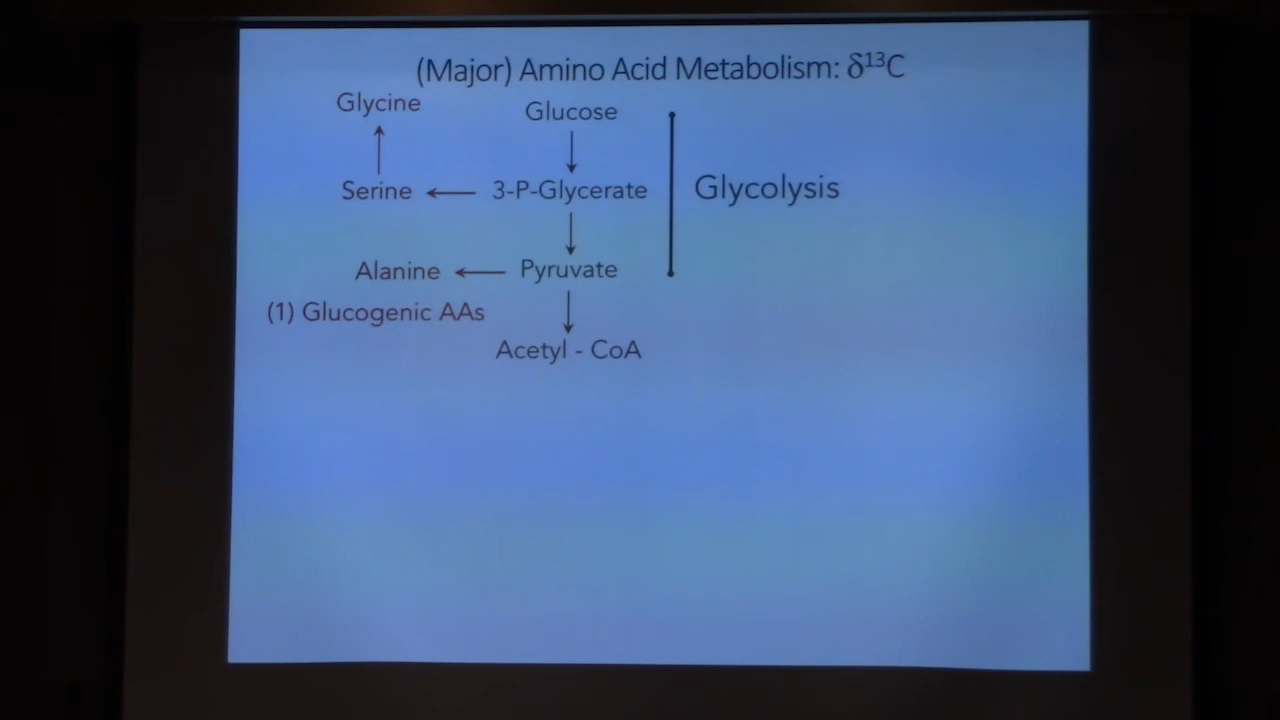 (Major) Amino Acid Metabolism: δ¹³C
Glycine
Glucose
Serine
3-P-Glycerate
Glycolysis
Alanine
Pyruvate
(1) Glucogenic AAs
Acetyl - CoA